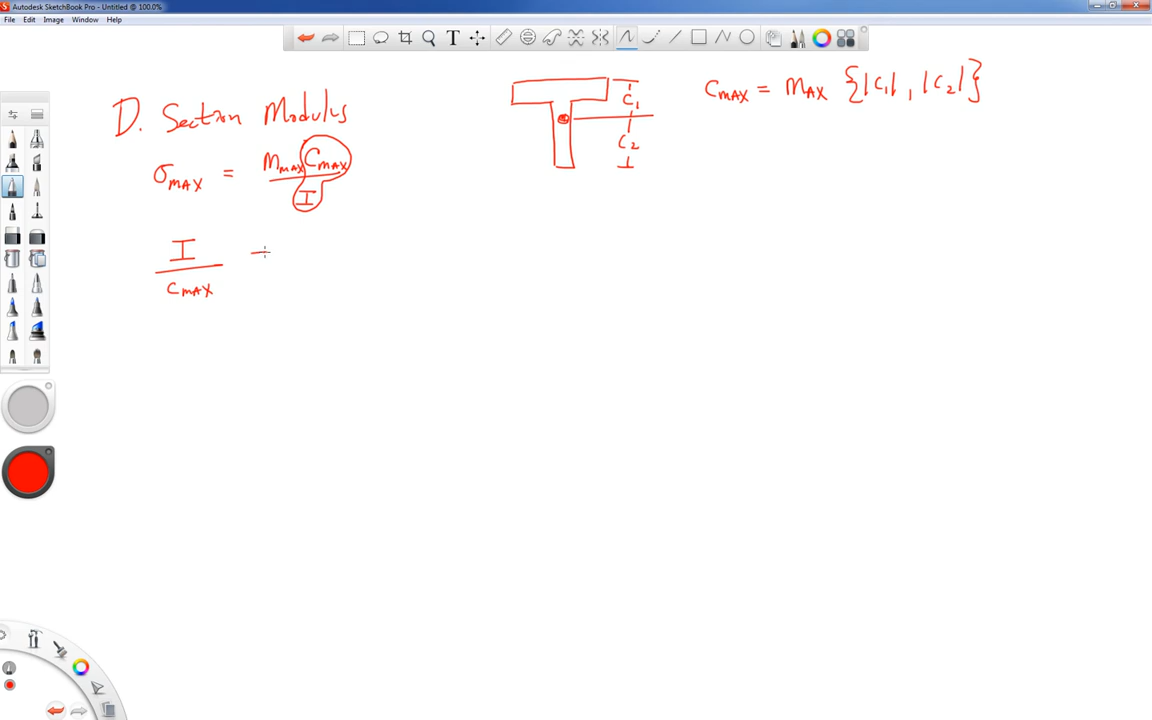 Autodesk SketchBook Pro - Untitled @ 100.0%
File Edit Image Window Help
T
D. Section Modulus
σMAX = MMAX CMAX / I
I / CMAX
C1
C2
CMAX = MAX {|C1|, |C2|}